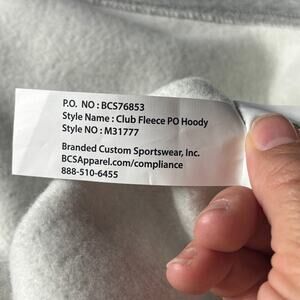 P.O. NO : BCS76853
Style Name : Club Fleece PO Hoody
Style NO : M31777
Branded Custom Sportswear, Inc.
BCSApparel.com/compliance
888-510-6455